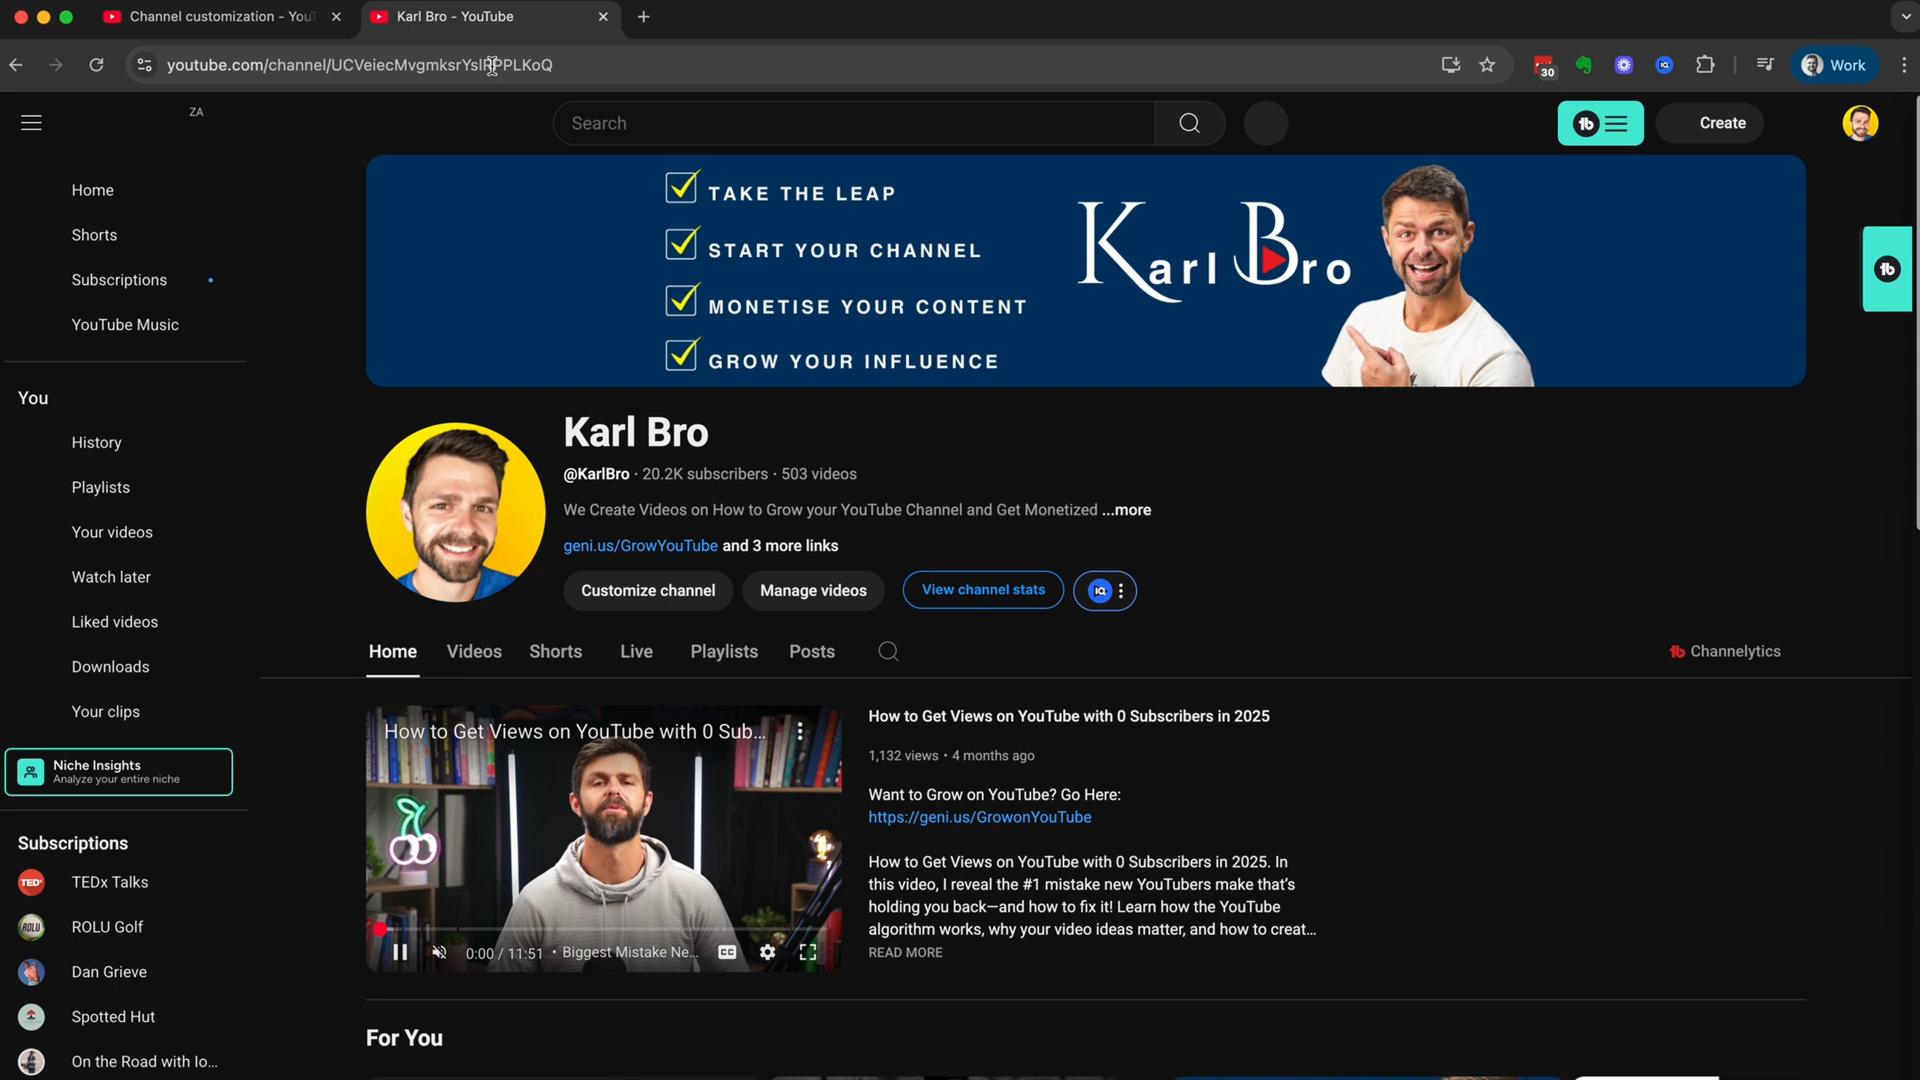 Channel customization - YouT
Karl Bro - YouTube
30
Work
ZA
Search
Create
Home
Shorts
Subscriptions
YouTube Music
You
History
Playlists
Your videos
Watch later
Liked videos
Downloads
Your clips
Niche Insights
Analyze your entire niche
Subscriptions
TED
TEDx Talks
ROLU
ROLU Golf
Dan Grieve
Spotted Hut
On the Road with Io...
TAKE THE LEAP
START YOUR CHANNEL
MONETISE YOUR CONTENT
GROW YOUR INFLUENCE
Karl Bro
Karl Bro
@KarlBro · 20.2K subscribers · 503 videos
We Create Videos on How to Grow your YouTube Channel and Get Monetized ...more
geni.us/GrowYouTube and 3 more links
Customize channel
Manage videos
View channel stats
IQ
Home
Videos
Shorts
Live
Playlists
Posts
Channelytics
How to Get Views on YouTube with 0 Sub...
0:00 / 11:51 • Biggest Mistake Ne...
CC
How to Get Views on YouTube with 0 Subscribers in 2025
1,132 views • 4 months ago
Want to Grow on YouTube? Go Here:
https://geni.us/GrowonYouTube
How to Get Views on YouTube with 0 Subscribers in 2025. In
this video, I reveal the #1 mistake new YouTubers make that's
holding you back—and how to fix it! Learn how the YouTube
algorithm works, why your video ideas matter, and how to creat...
READ MORE
For You